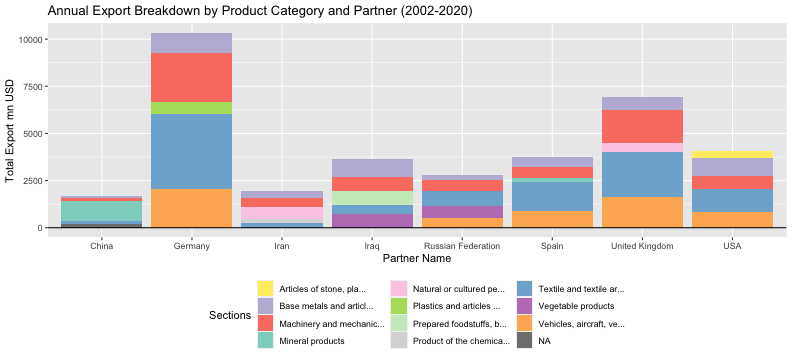 Annual Export Breakdown by Product Category and Partner (2002-2020)
Total Export mn USD
10000
7500
5000
2500
0
China Germany Iran Iraq Russian Federation Spain United Kingdom USA
Partner Name
Sections
Articles of stone, pla... Natural or cultured pe... Textile and textile ar...
Base metals and articl... Plastics and articles ... Vegetable products
Machinery and mechanic... Prepared foodstuffs, b... Vehicles, aircraft, ve...
Mineral products Product of the chemica... NA